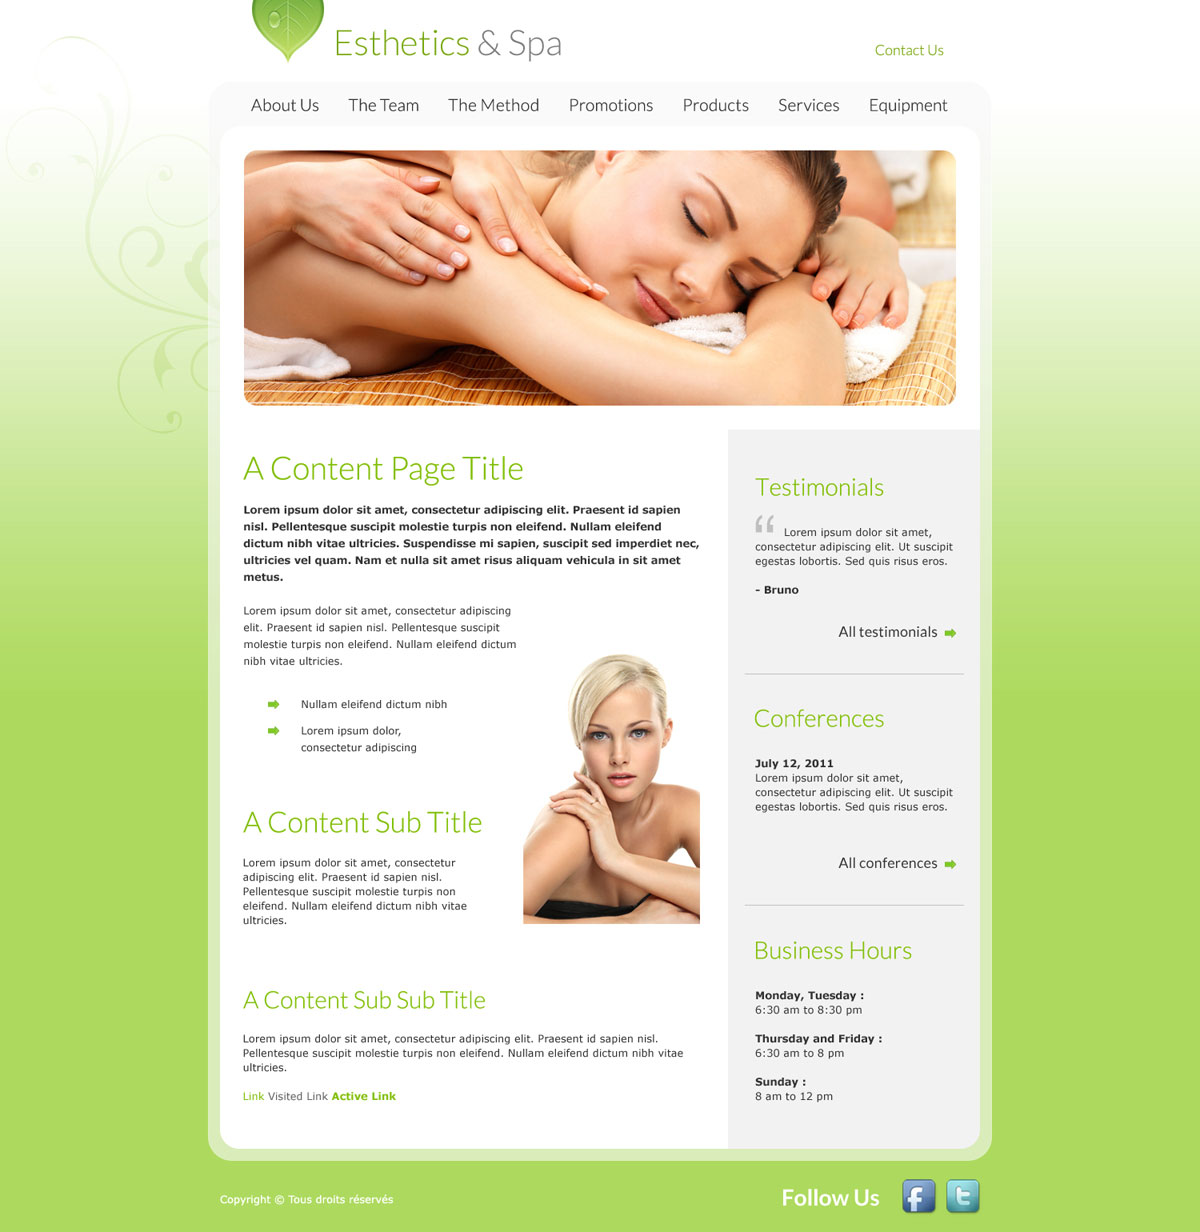 Esthetics & Spa
Contact Us
About Us The Team The Method Promotions Products Services Equipment
A Content Page Title
Lorem ipsum dolor sit amet, consectetur adipiscing elit. Praesent id sapien
nisl. Pellentesque suscipit molestie turpis non eleifend. Nullam eleifend
dictum nibh vitae ultricies. Suspendisse mi sapien, suscipit sed imperdiet nec,
ultricies vel quam. Nam et nulla sit amet risus aliquam vehicula in sit amet
metus.
Lorem ipsum dolor sit amet, consectetur adipiscing
elit. Praesent id sapien nisl. Pellentesque suscipit
molestie turpis non eleifend. Nullam eleifend dictum
nibh vitae ultricies.
Nullam eleifend dictum nibh
Lorem ipsum dolor,
consectetur adipiscing
A Content Sub Title
Lorem ipsum dolor sit amet, consectetur
adipiscing elit. Praesent id sapien nisl.
Pellentesque suscipit molestie turpis non
eleifend. Nullam eleifend dictum nibh vitae
ultricies.
A Content Sub Sub Title
Lorem ipsum dolor sit amet, consectetur adipiscing elit. Praesent id sapien nisl.
Pellentesque suscipit molestie turpis non eleifend. Nullam eleifend dictum nibh vitae
ultricies.
Link Visited Link Active Link
Testimonials
“ Lorem ipsum dolor sit amet,
consectetur adipiscing elit. Ut suscipit
egestas lobortis. Sed quis risus eros.
- Bruno
All testimonials
Conferences
July 12, 2011
Lorem ipsum dolor sit amet,
consectetur adipiscing elit. Ut suscipit
egestas lobortis. Sed quis risus eros.
All conferences
Business Hours
Monday, Tuesday :
6:30 am to 8:30 pm
Thursday and Friday :
6:30 am to 8 pm
Sunday :
8 am to 12 pm
Copyright © Tous droits réservés
Follow Us
f t